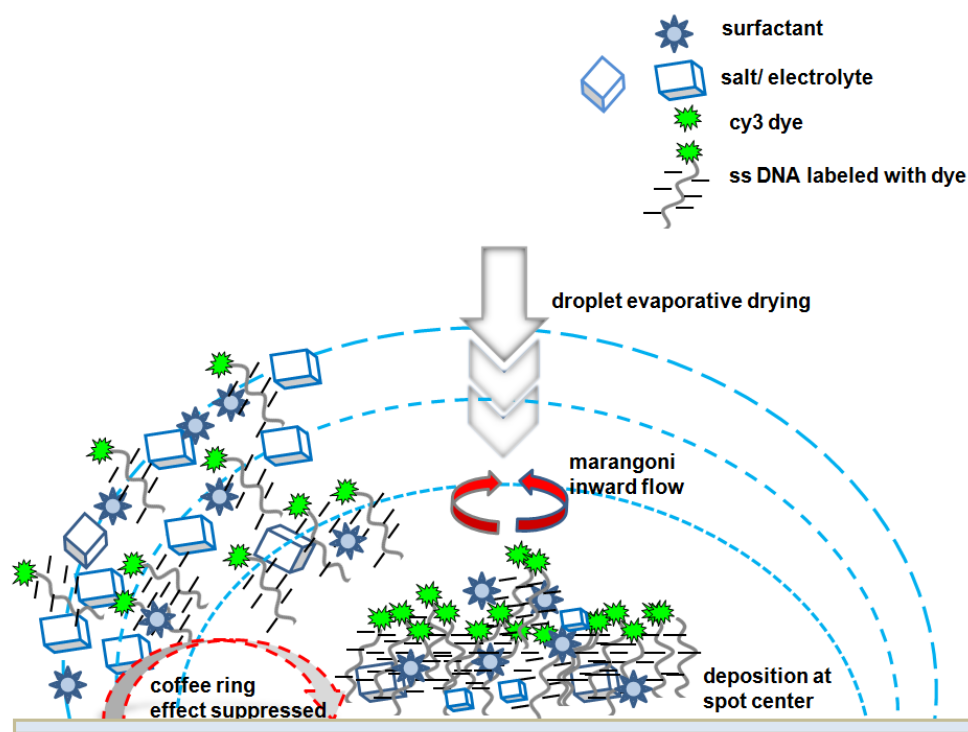 surfactant
salt/ electrolyte
cy3 dye
ss DNA labeled with dye
droplet evaporative drying
marangoni
inward flow
coffee ring
effect suppressed
deposition at
spot center